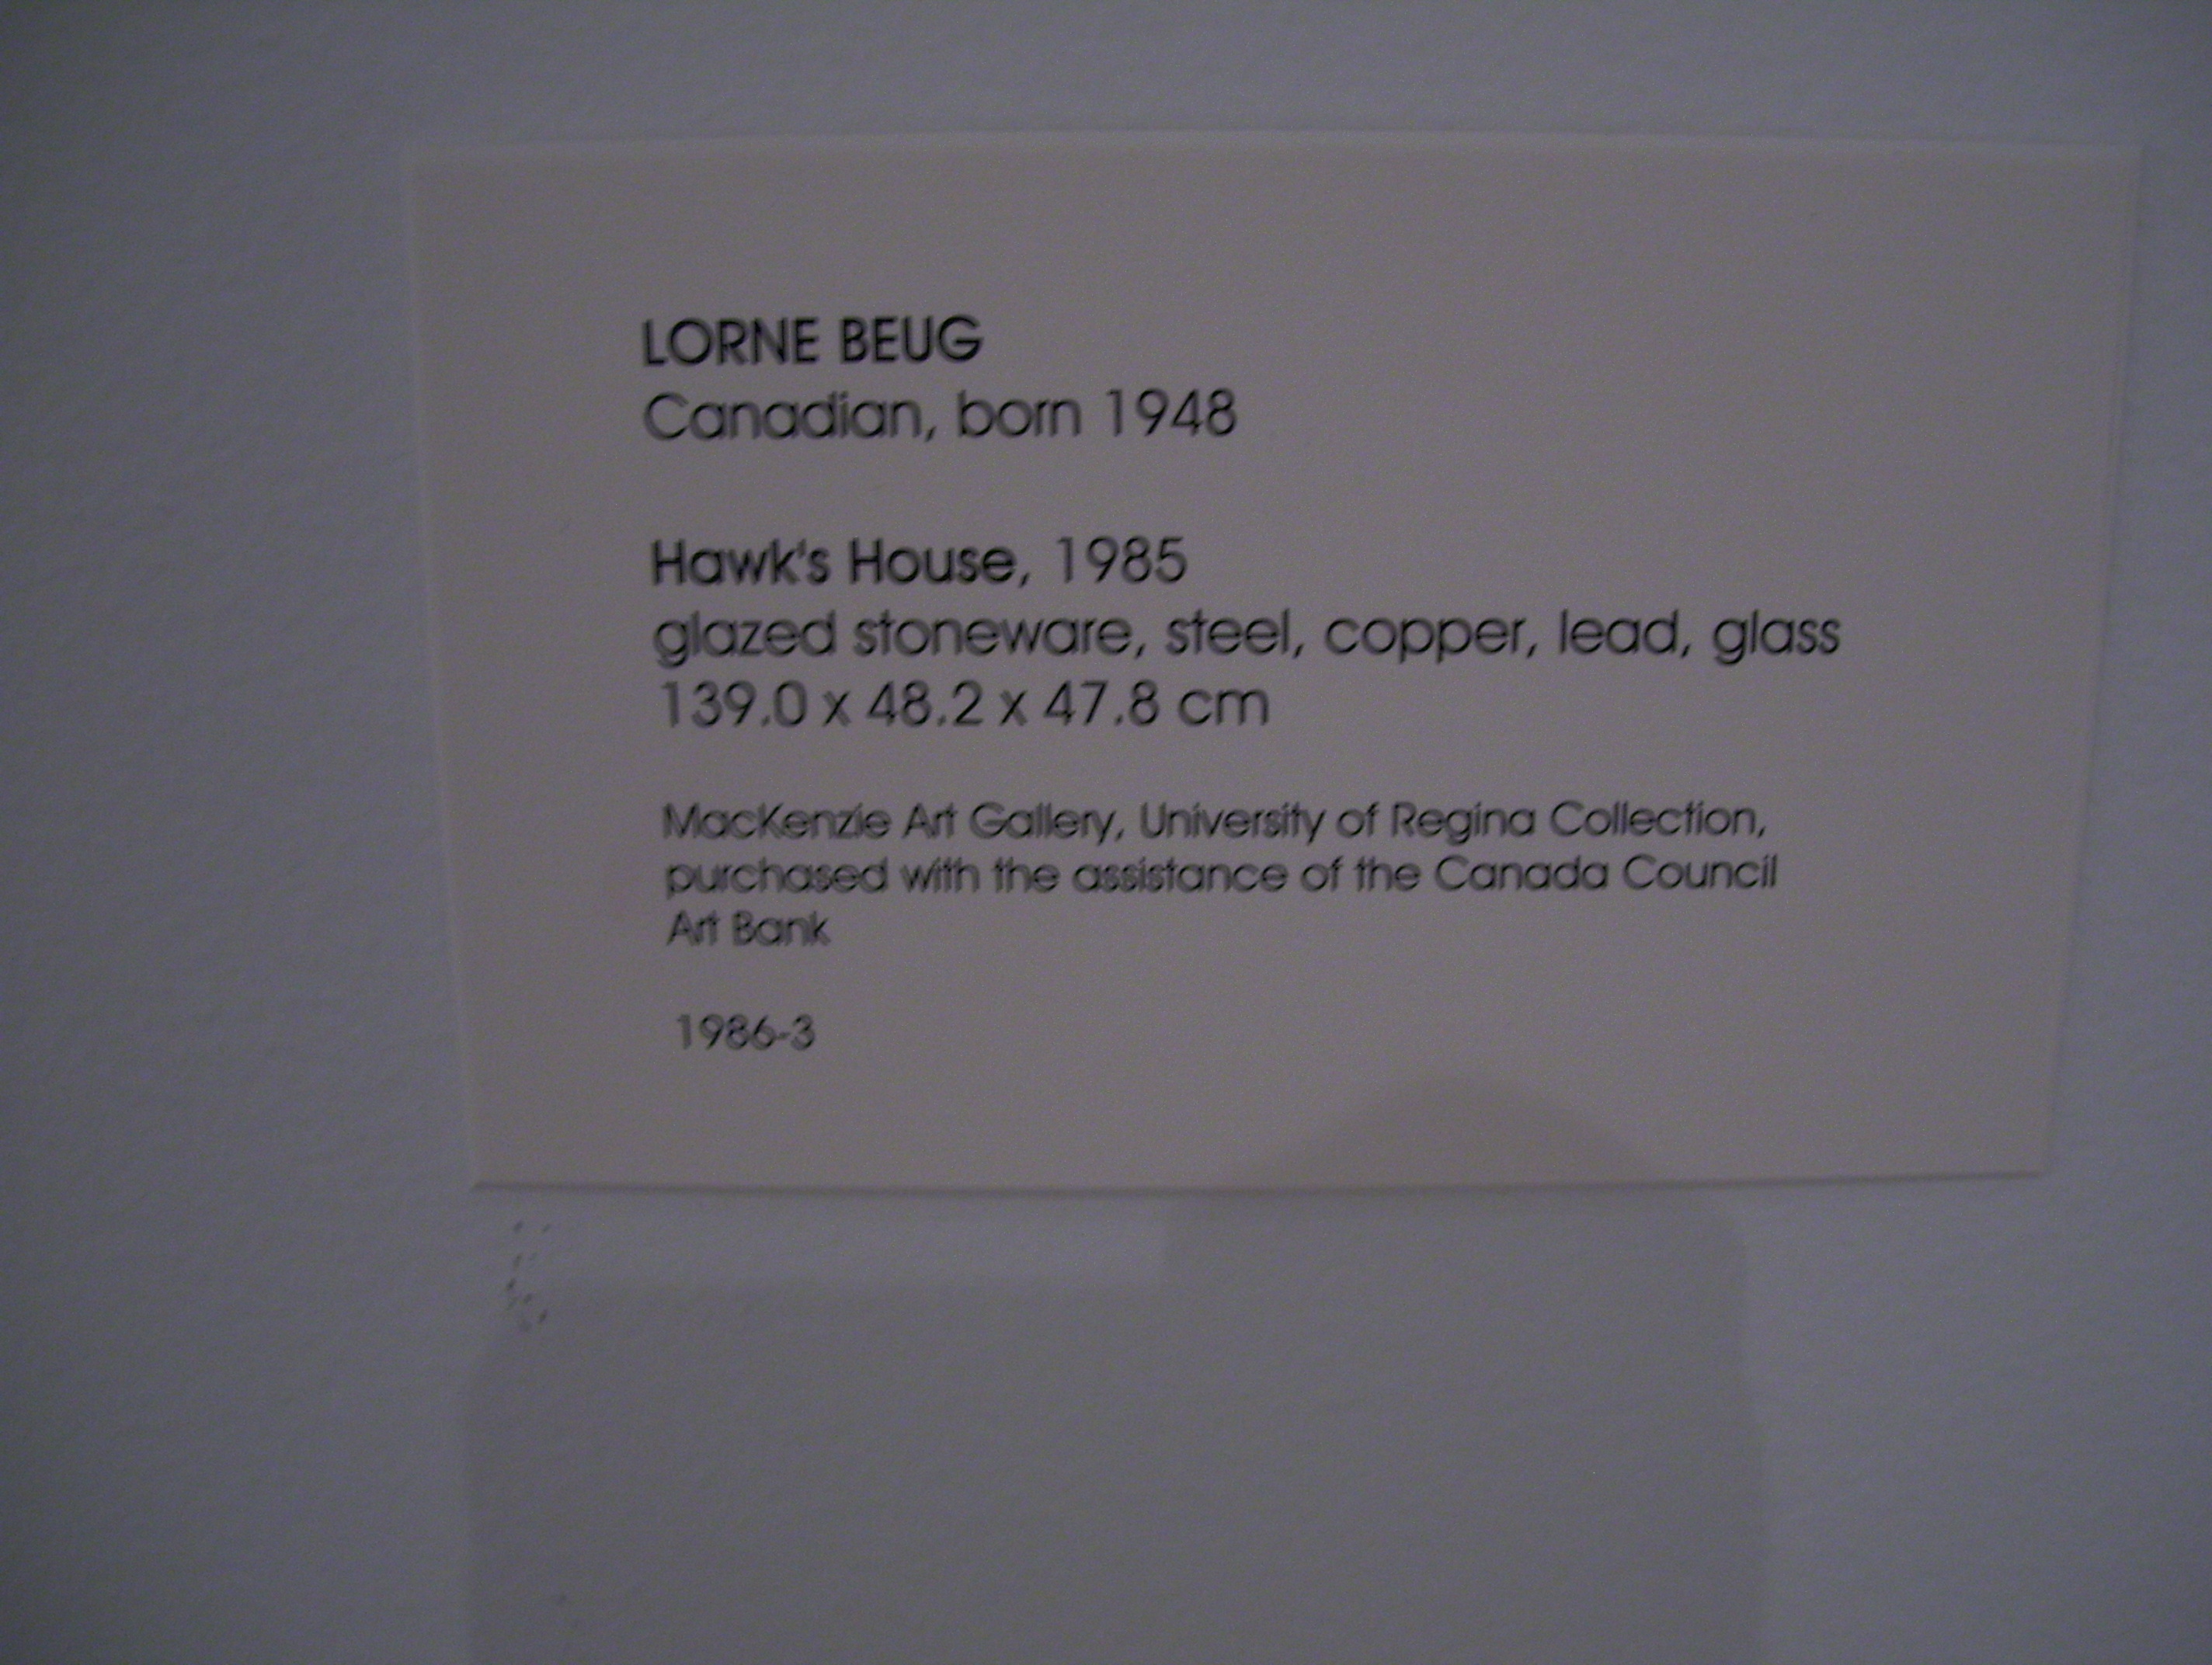 LORNE BEUG
Canadian, born 1948
Hawk's House, 1985
glazed stoneware, steel, copper, lead, glass
139.0 x 48.2 x 47.8 cm
MacKenzie Art Gallery, University of Regina Collection,
purchased with the assistance of the Canada Council
Art Bank
1986-3